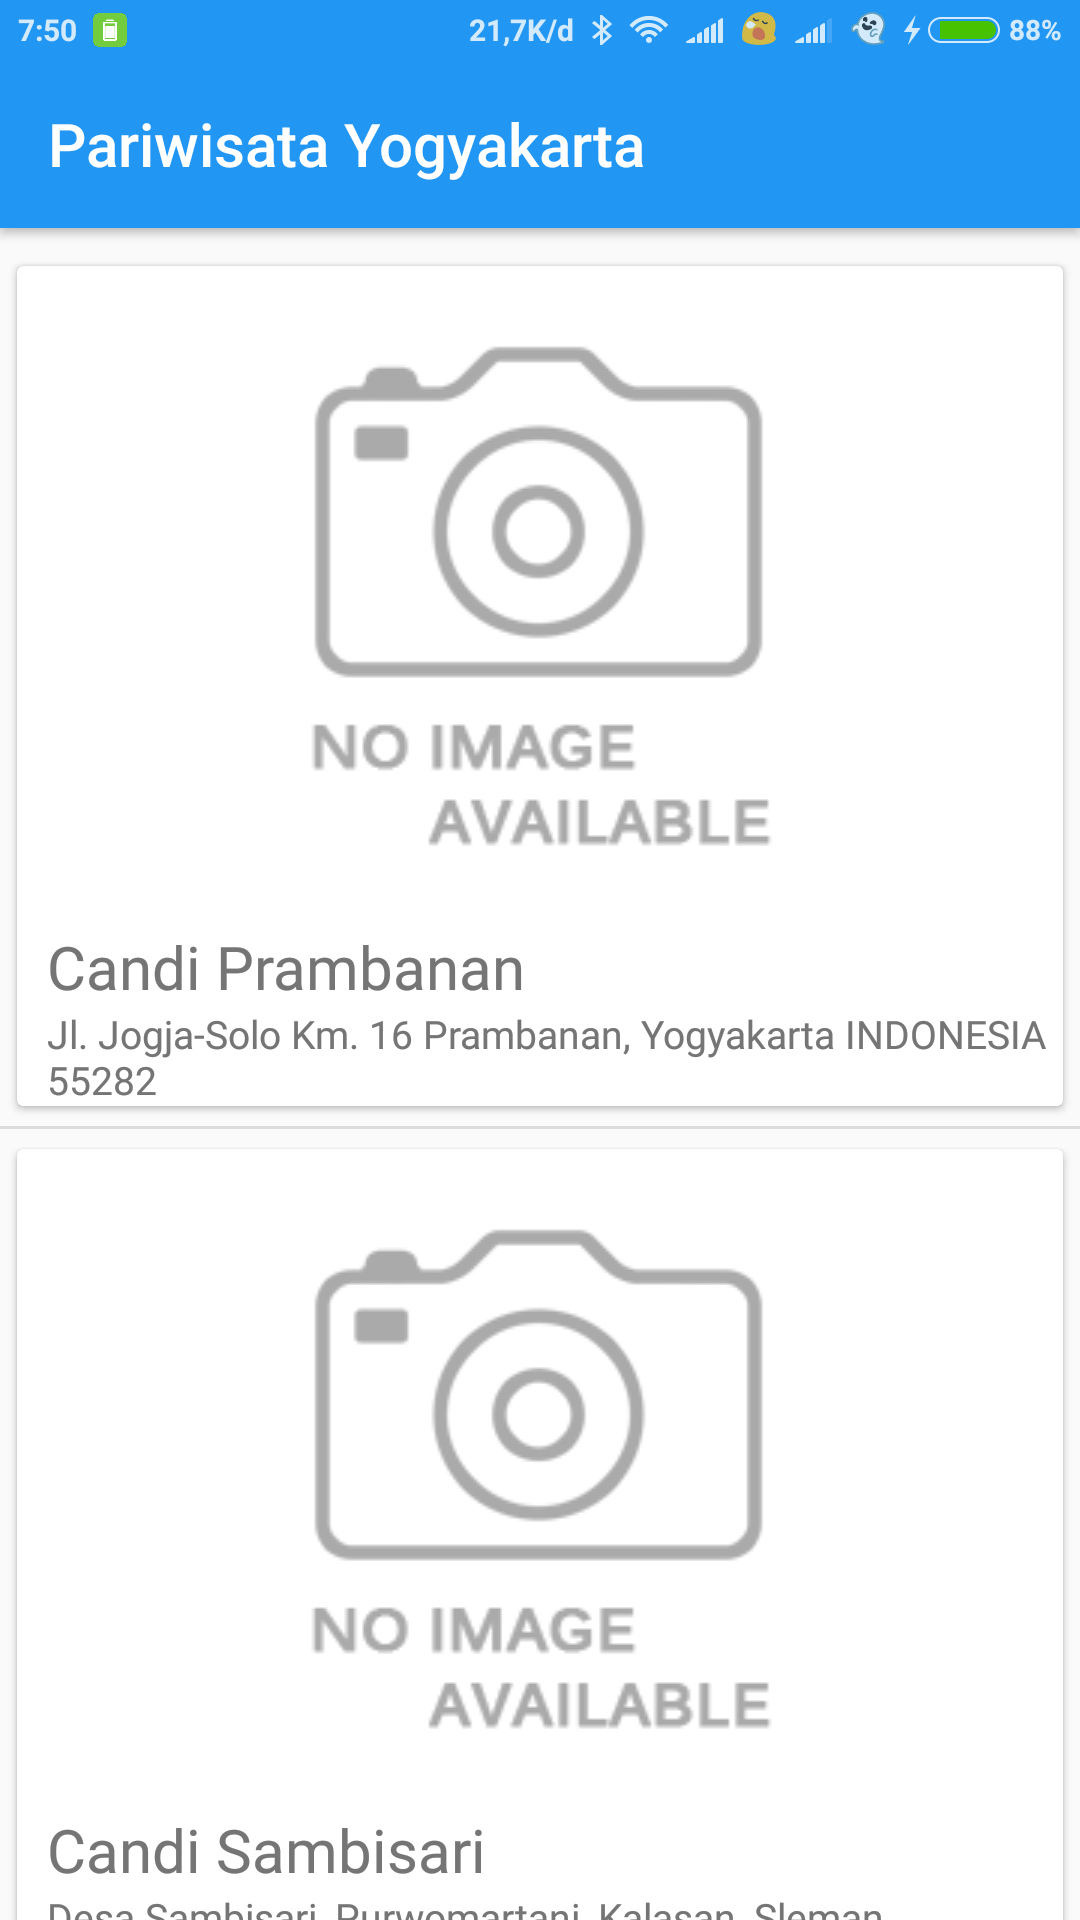 7:50 21,7K/d 88%
Pariwisata Yogyakarta
NO IMAGE
AVAILABLE
Candi Prambanan
Jl. Jogja-Solo Km. 16 Prambanan, Yogyakarta INDONESIA
55282
NO IMAGE
AVAILABLE
Candi Sambisari
Desa Sambisari, Purwomartani, Kalasan, Sleman